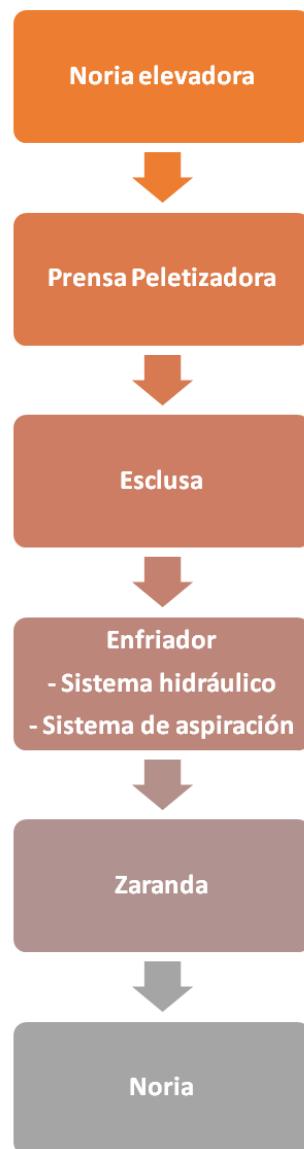 Noria elevadora
Prensa Peletizadora
Esclusa
Enfriador
- Sistema hidráulico
- Sistema de aspiración
Zaranda
Noria